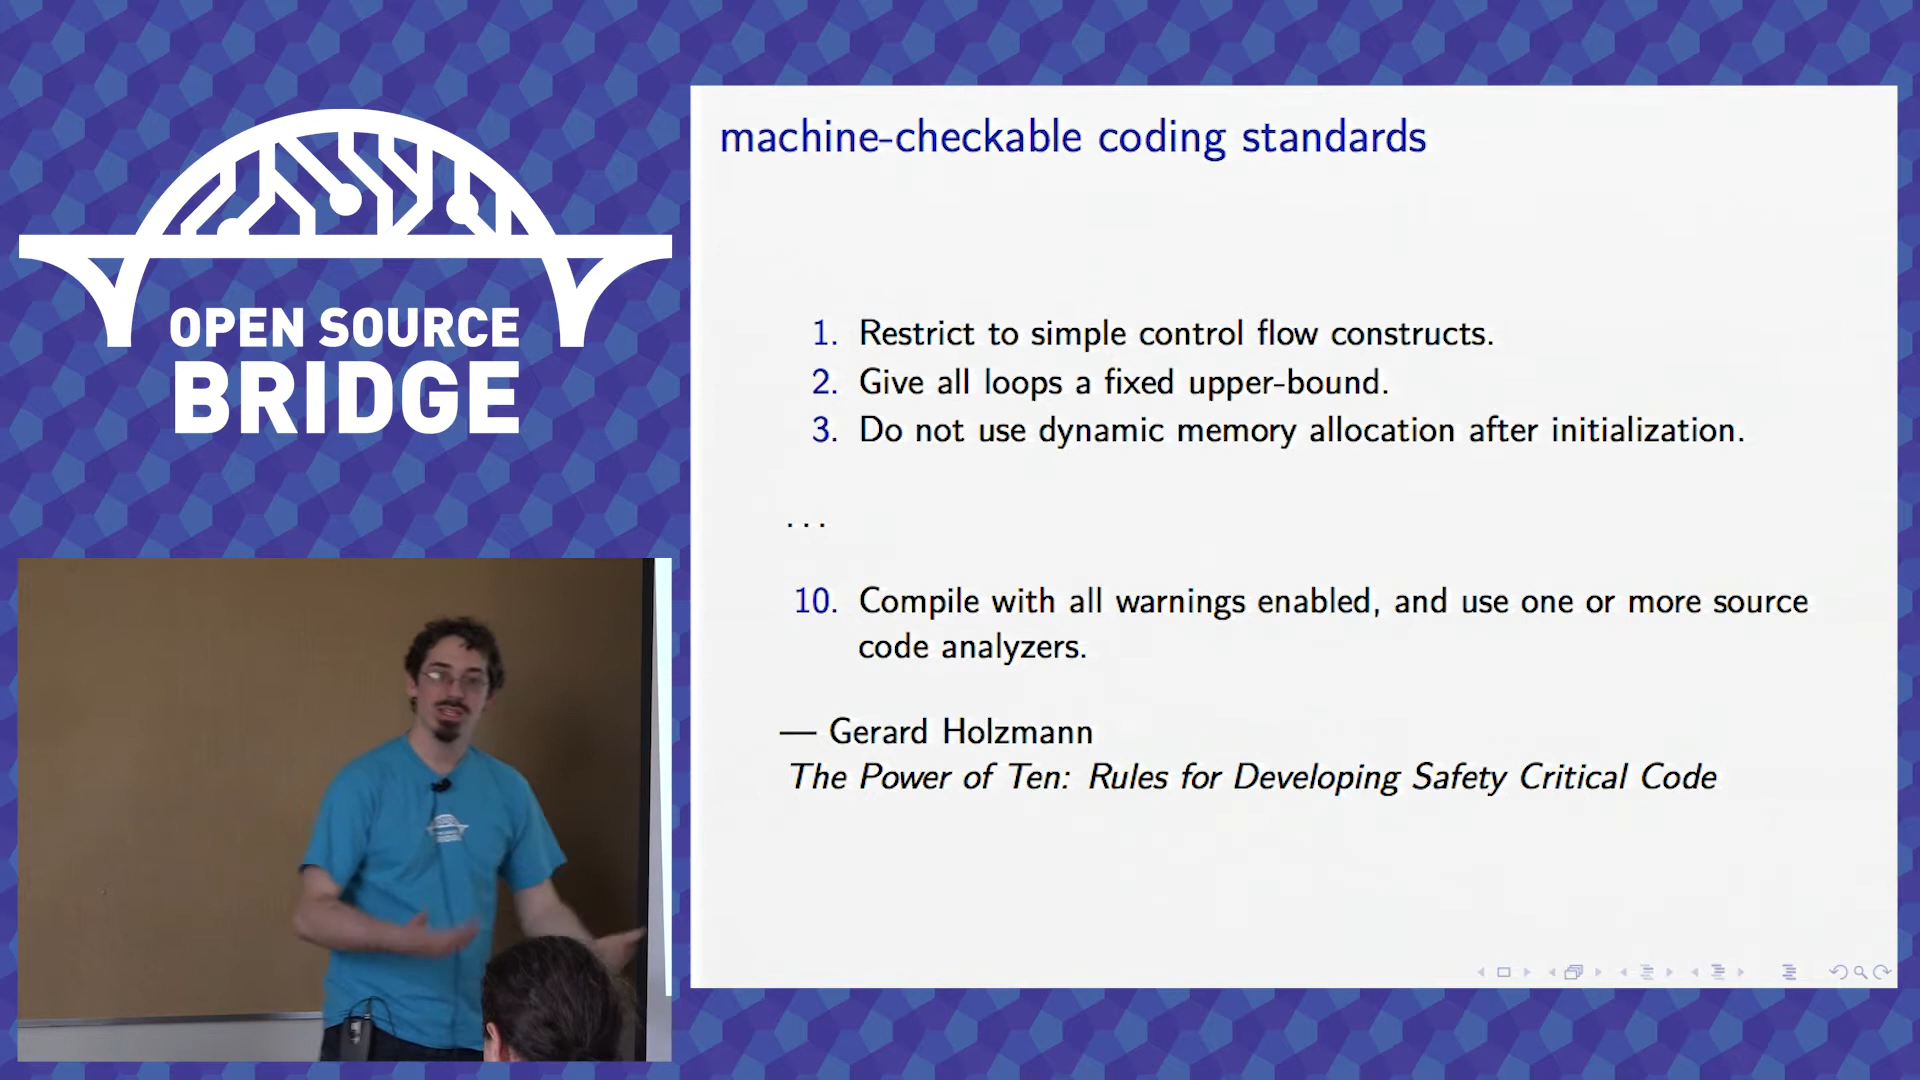 OPEN SOURCE
BRIDGE
machine-checkable coding standards
1. Restrict to simple control flow constructs.
2. Give all loops a fixed upper-bound.
3. Do not use dynamic memory allocation after initialization.
. . .
10. Compile with all warnings enabled, and use one or more source
code analyzers.
— Gerard Holzmann
The Power of Ten: Rules for Developing Safety Critical Code